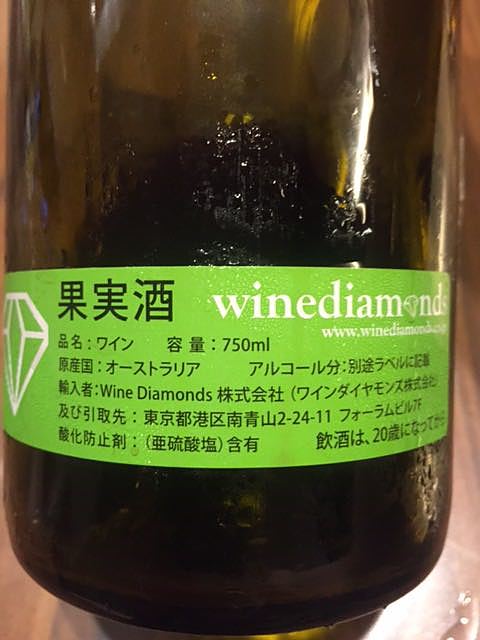 果実酒 winediamonds
www.winediamonds.co.jp
品名：ワイン 容量：750ml
原産国：オーストラリア アルコール分：別途ラベルに記載
輸入者：Wine Diamonds 株式会社（ワインダイヤモンズ株式会社）
及び引取先：東京都港区南青山2-24-11 フォーラムビル7F
酸化防止剤：（亜硫酸塩）含有 飲酒は、20歳になってから